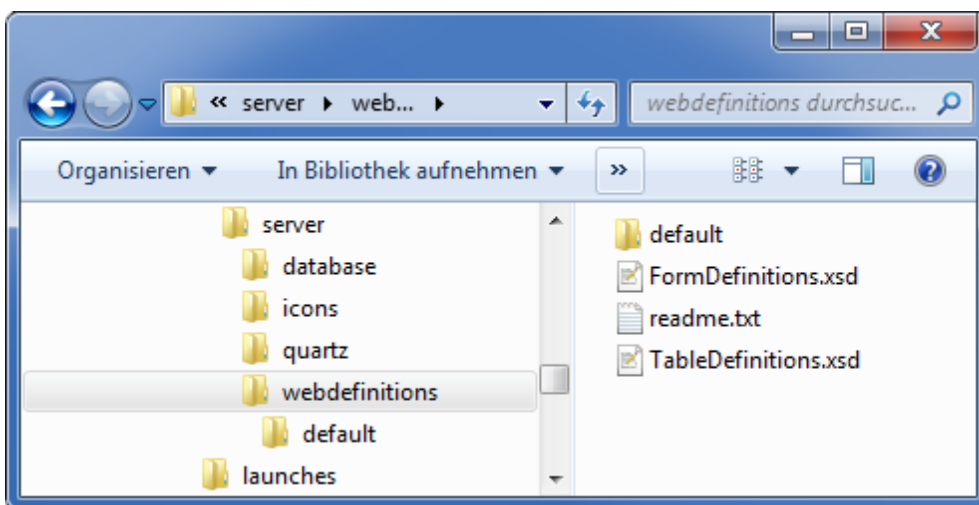 « server ▸ web... ▸
webdefinitions durchsuc...
Organisieren
In Bibliothek aufnehmen
»
server
database
icons
quartz
webdefinitions
default
launches
default
FormDefinitions.xsd
readme.txt
TableDefinitions.xsd